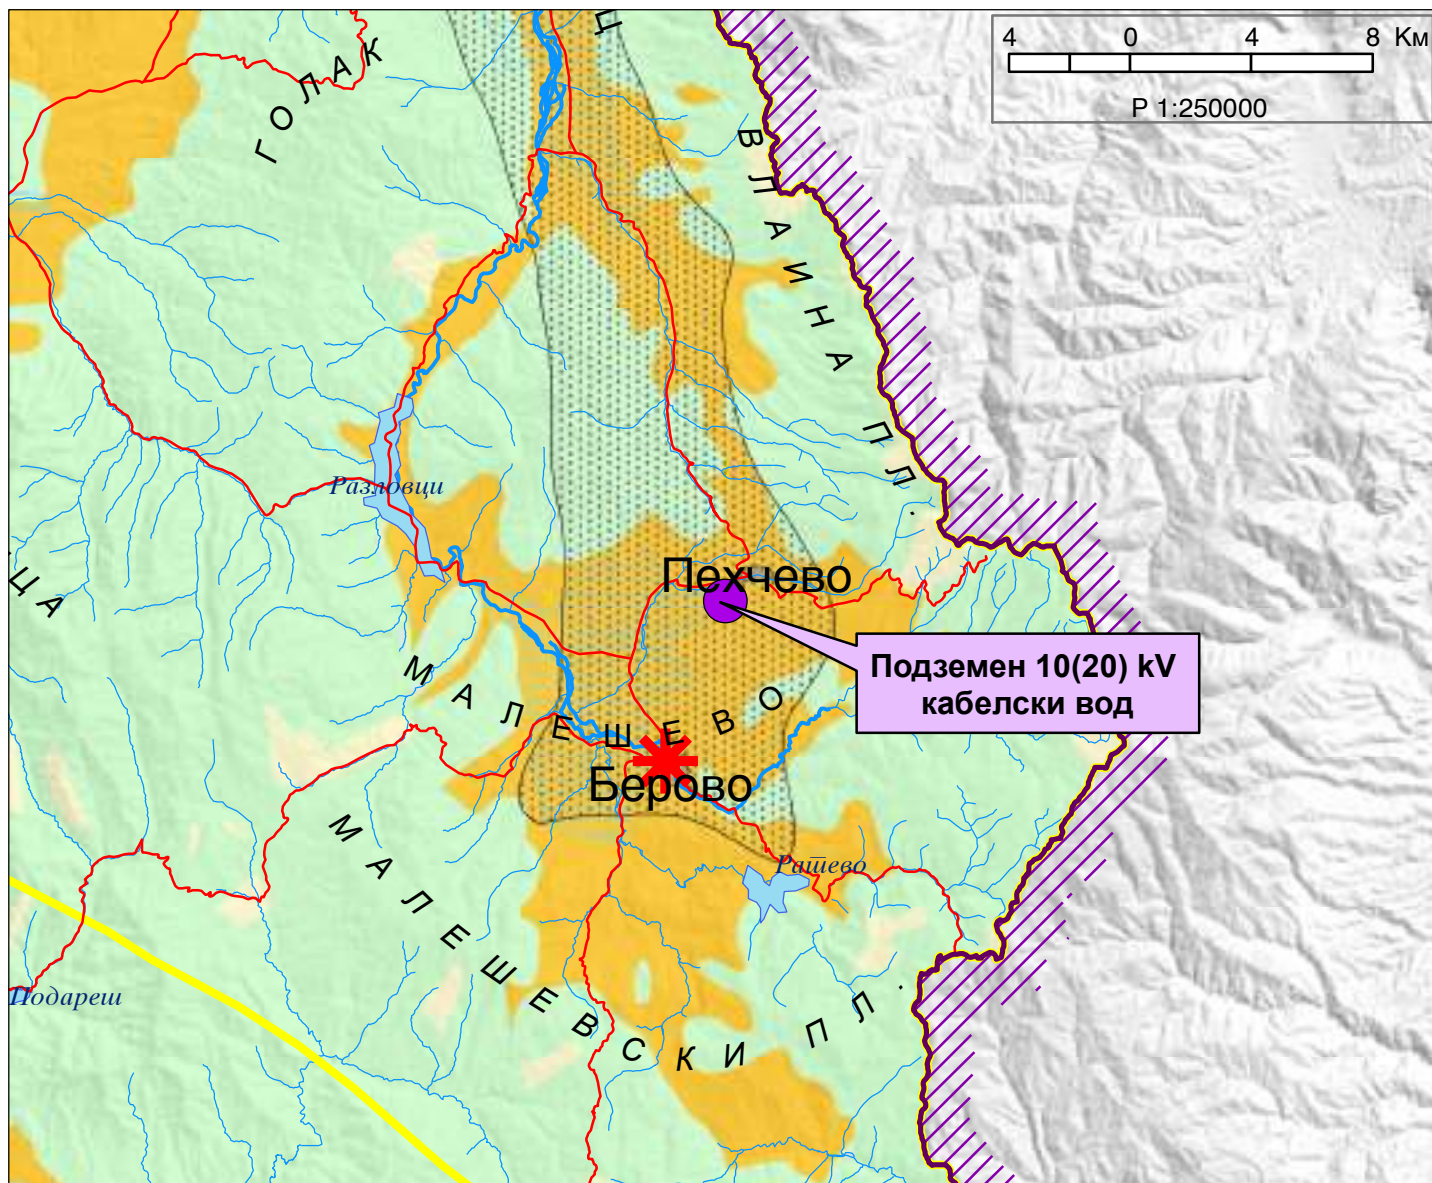 4 0 4 8 Км
Р 1:250000
ГОЛАК
Ц
ВЛАИНА ПЛ.
Разловци
Пехчево
ЦА
Подземен 10(20) kV
кабелски вод
МАЛЕШЕВО
Берово
Ратево
МАЛЕШЕВСКИ ПЛ.
Подареш